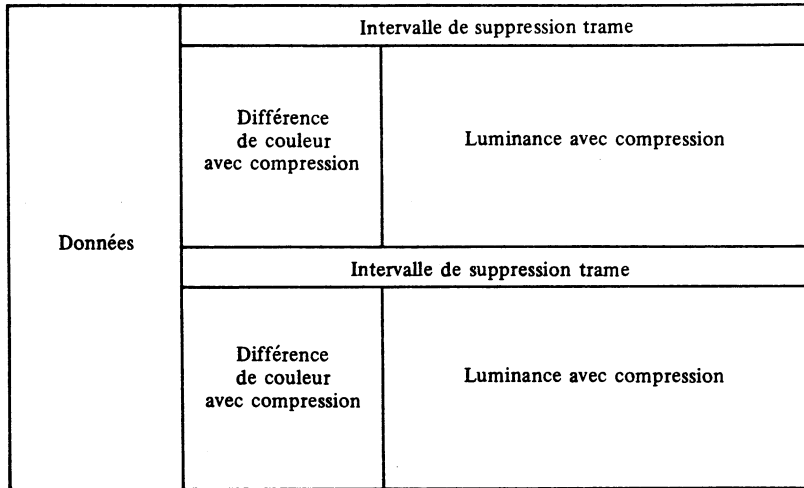 Intervalle de suppression trame
Différence
de couleur
avec compression
Luminance avec compression
Données
Intervalle de suppression trame
Différence
de couleur
avec compression
Luminance avec compression